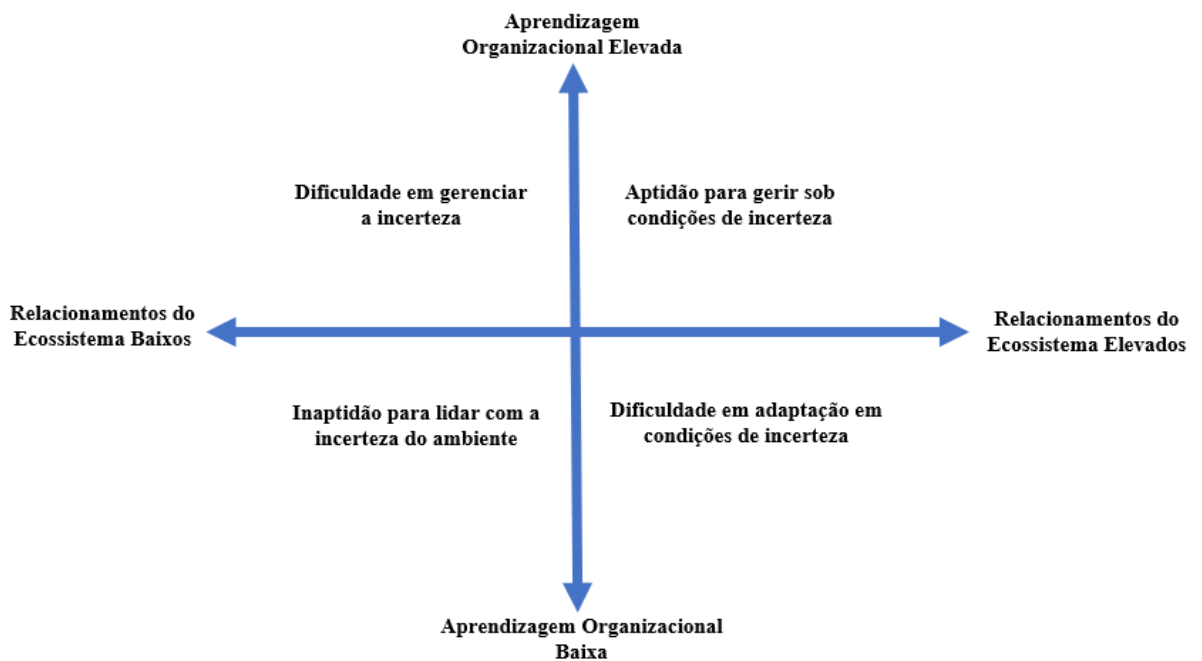 Aprendizagem
Organizacional Elevada
Dificuldade em gerenciar
a incerteza
Aptidão para gerir sob
condições de incerteza
Relacionamentos do
Ecossistema Baixos
Relacionamentos do
Ecossistema Elevados
Inaptidão para lidar com a
incerteza do ambiente
Dificuldade em adaptação em
condições de incerteza
Aprendizagem Organizacional
Baixa